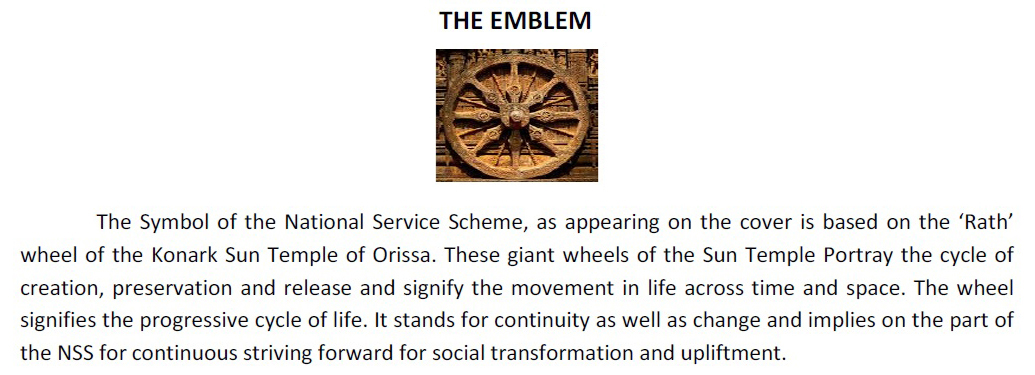 THE EMBLEM
The Symbol of the National Service Scheme, as appearing on the cover is based on the ‘Rath’
wheel of the Konark Sun Temple of Orissa. These giant wheels of the Sun Temple Portray the cycle of
creation, preservation and release and signify the movement in life across time and space. The wheel
signifies the progressive cycle of life. It stands for continuity as well as change and implies on the part of
the NSS for continuous striving forward for social transformation and upliftment.